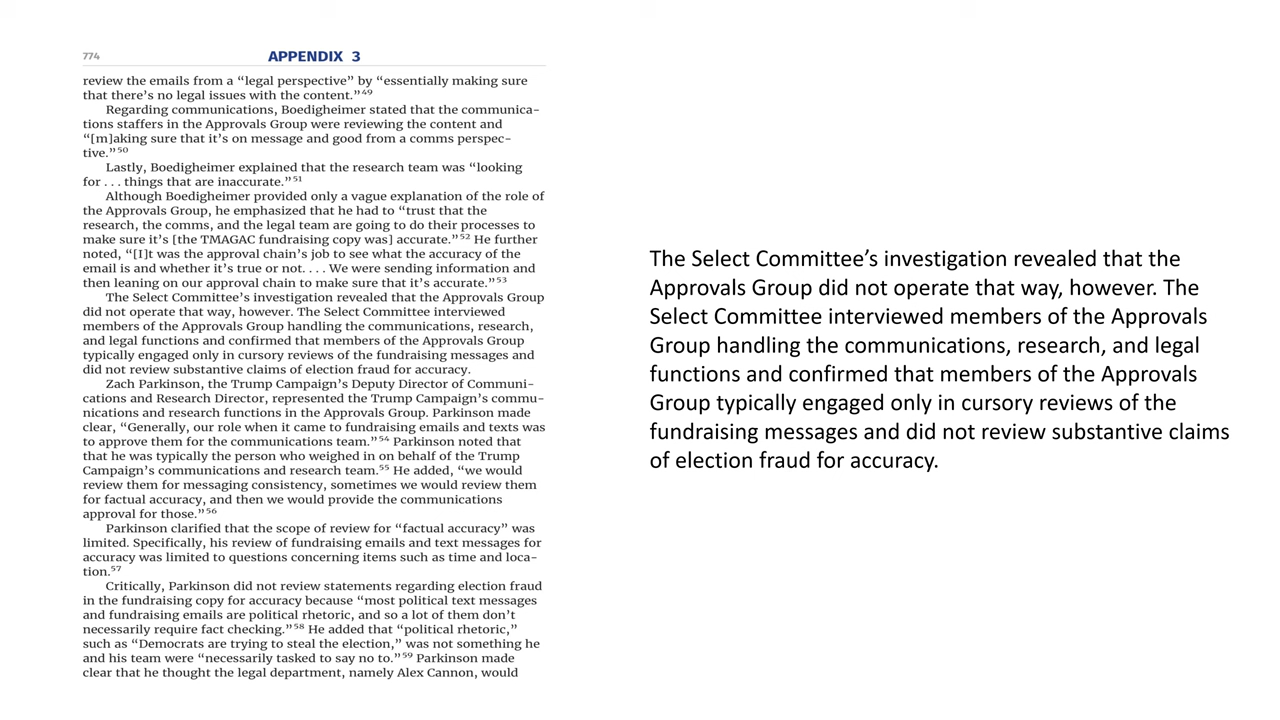 774
APPENDIX 3
review the emails from a “legal perspective” by “essentially making sure
that there’s no legal issues with the content.”49
Regarding communications, Boedigheimer stated that the communica-
tions staffers in the Approvals Group were reviewing the content and
“[m]aking sure that it’s on message and good from a comms perspec-
tive.”50
Lastly, Boedigheimer explained that the research team was “looking
for . . . things that are inaccurate.”51
Although Boedigheimer provided only a vague explanation of the role of
the Approvals Group, he emphasized that he had to “trust that the
research, the comms, and the legal team are going to do their processes to
make sure it’s [the TMAGAC fundraising copy was] accurate.”52 He further
noted, “[I]t was the approval chain’s job to see what the accuracy of the
email is and whether it’s true or not. . . . We were sending information and
then leaning on our approval chain to make sure that it’s accurate.”53
The Select Committee’s investigation revealed that the Approvals Group
did not operate that way, however. The Select Committee interviewed
members of the Approvals Group handling the communications, research,
and legal functions and confirmed that members of the Approvals Group
typically engaged only in cursory reviews of the fundraising messages and
did not review substantive claims of election fraud for accuracy.
Zach Parkinson, the Trump Campaign’s Deputy Director of Communi-
cations and Research Director, represented the Trump Campaign’s commu-
nications and research functions in the Approvals Group. Parkinson made
clear, “Generally, our role when it came to fundraising emails and texts was
to approve them for the communications team.”54 Parkinson noted that
that he was typically the person who weighed in on behalf of the Trump
Campaign’s communications and research team.55 He added, “we would
review them for messaging consistency, sometimes we would review them
for factual accuracy, and then we would provide the communications
approval for those.”56
Parkinson clarified that the scope of review for “factual accuracy” was
limited. Specifically, his review of fundraising emails and text messages for
accuracy was limited to questions concerning items such as time and loca-
tion.57
Critically, Parkinson did not review statements regarding election fraud
in the fundraising copy for accuracy because “most political text messages
and fundraising emails are political rhetoric, and so a lot of them don’t
necessarily require fact checking.”58 He added that “political rhetoric,”
such as “Democrats are trying to steal the election,” was not something he
and his team were “necessarily tasked to say no to.”59 Parkinson made
clear that he thought the legal department, namely Alex Cannon, would
The Select Committee’s investigation revealed that the
Approvals Group did not operate that way, however. The
Select Committee interviewed members of the Approvals
Group handling the communications, research, and legal
functions and confirmed that members of the Approvals
Group typically engaged only in cursory reviews of the
fundraising messages and did not review substantive claims
of election fraud for accuracy.